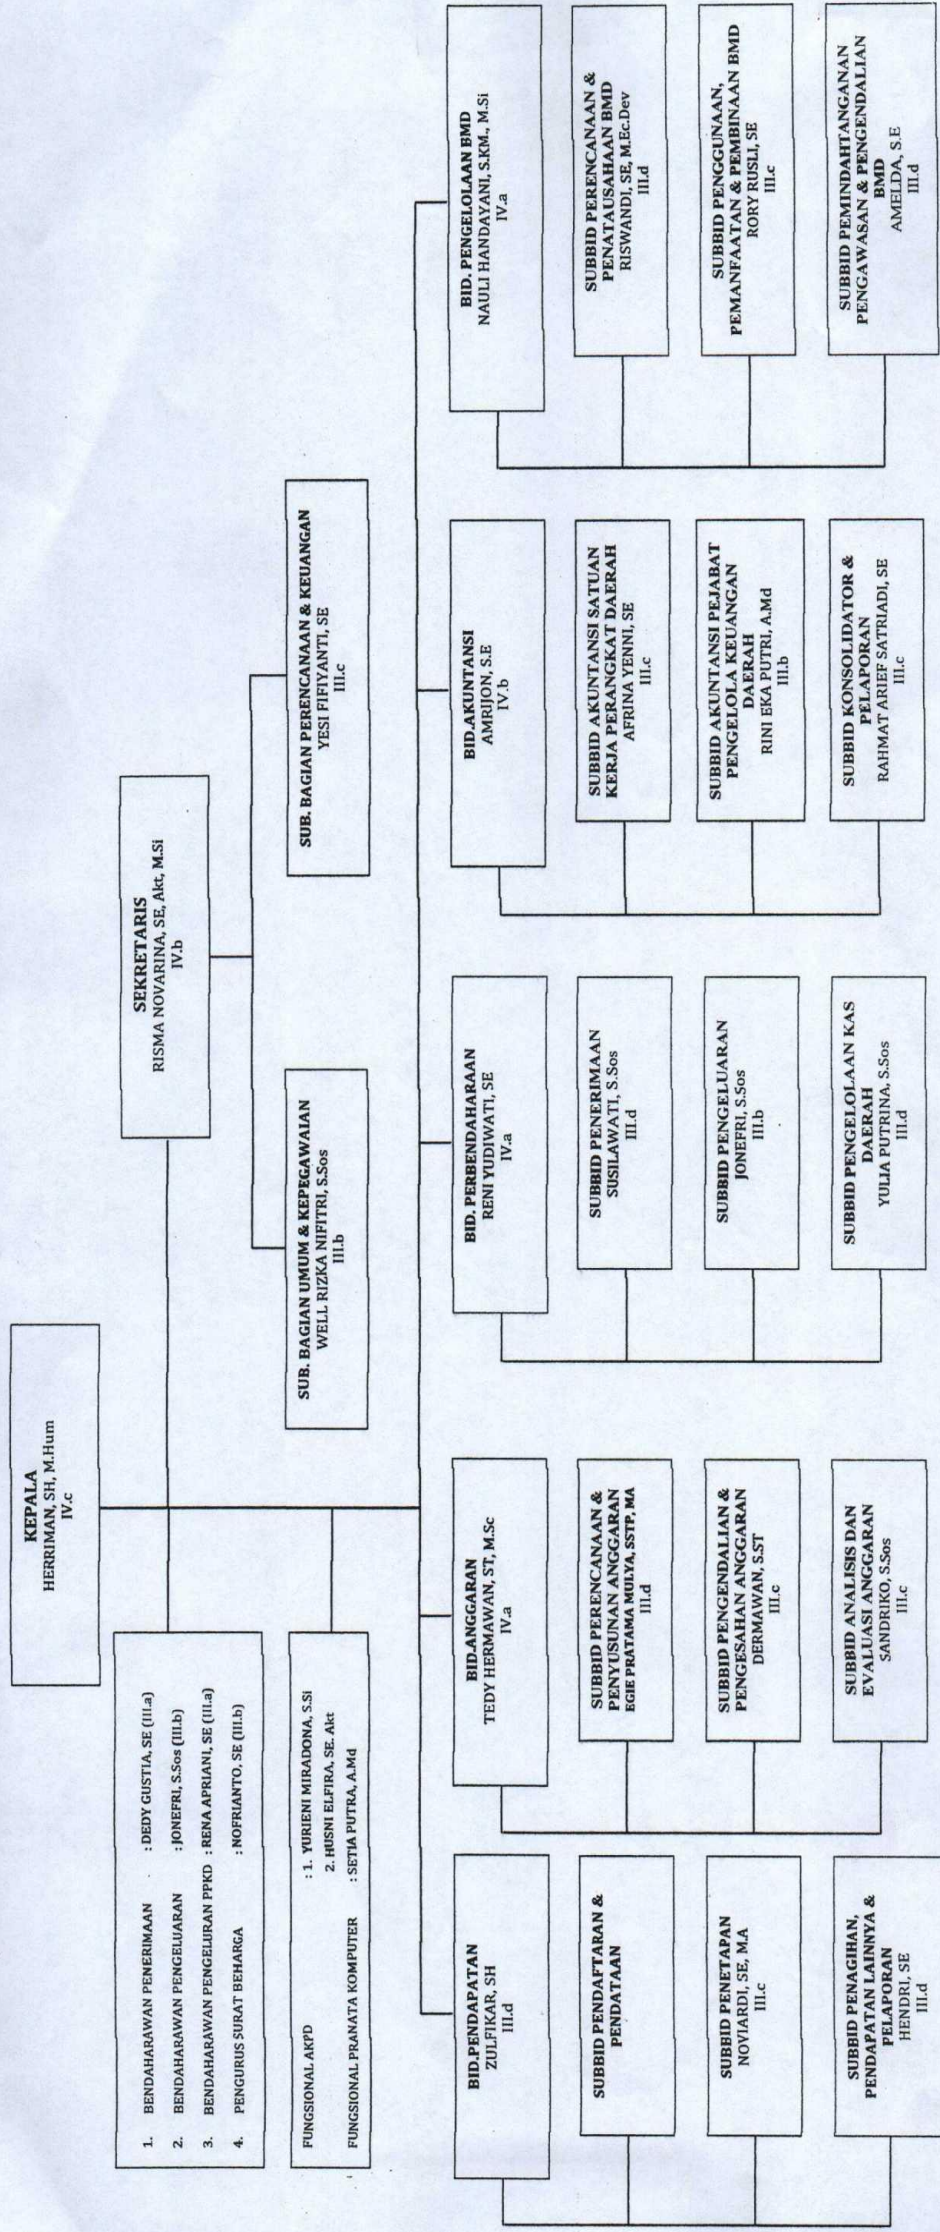 KEPALA
HERRIMAN, SH, M.Hum
IV.c
SEKRETARIS
RISMA NOVARINA, SE, Akt, M.Si
IV.b
1. BENDAHARAWAN PENERIMAAN : DEDY GUSTIA, SE (III.a)
2. BENDAHARAWAN PENGELUARAN : JONEFRI, S.Sos (III.b)
3. BENDAHARAWAN PENGELURAN PPKD : RENA APRIANI, SE (III.a)
4. PENGURUS SURAT BEHARGA : NOFRIANTO, SE (III.b)
FUNGSIONAL AKPD : 1. YURIENI MIRADONA, S.Si
2. HUSNI ELFIRA, SE. Akt
FUNGSIONAL PRANATA KOMPUTER : SETIA PUTRA, A.Md
SUB. BAGIAN UMUM & KEPEGAWAIAN
WELL RIZKA NIFITRI, S.Sos
III.b
SUB. BAGIAN PERENCANAAN & KEUANGAN
YESI FIFIYANTI, SE
III.c
BID.PENDAPATAN
ZULFIKAR, SH
III.d
SUBBID PENDAFTARAN &
PENDATAAN
SUBBID PENETAPAN
NOVIARDI, SE, M.A
III.c
SUBBID PENAGIHAN,
PENDAPATAN LAINNYA &
PELAPORAN
HENDRI, SE
III.d
BID.ANGGARAN
TEDY HERMAWAN, ST, M.Sc
IV.a
SUBBID PERENCANAAN &
PENYUSUNAN ANGGARAN
EGIE PRATAMA MULYA, SSTP, MA
III.d
SUBBID PENGENDALIAN &
PENGESAHAN ANGGARAN
DERMAWAN, S.ST
III.c
SUBBID ANALISIS DAN
EVALUASI ANGGARAN
SANDRIKO, S.Sos
III.c
BID. PERBENDAHARAAN
RENI YUDIWATI, SE
IV.a
SUBBID PENERIMAAN
SUSILAWATI, S.Sos
III.d
SUBBID PENGELUARAN
JONEFRI, S.Sos
III.b
SUBBID PENGELOLAAN KAS
DAERAH
YULIA PUTRINA, S.Sos
III.d
BID.AKUNTANSI
AMRIJON, S.E
IV.b
SUBBID AKUNTANSI SATUAN
KERJA PERANGKAT DAERAH
AFRINA YENNI, SE
III.c
SUBBID AKUNTANSI PEJABAT
PENGELOLA KEUANGAN
DAERAH
RINI EKA PUTRI, A.Md
III.b
SUBBID KONSOLIDATOR &
PELAPORAN
RAHMAT ARIEF SATRIADI, SE
III.c
BID. PENGELOLAAN BMD
NAULI HANDAYANI, S.KM., M.Si
IV.a
SUBBID PERENCANAAN &
PENATAUSAHAAN BMD
RISWANDI, SE, M.Ec.Dev
III.d
SUBBID PENGGUNAAN,
PEMANFAATAN & PEMBINAAN BMD
RORY RUSLI, SE
III.c
SUBBID PEMINDAHTANGANAN
PENGAWASAN & PENGENDALIAN
BMD
AMELDA, S.E
III.d